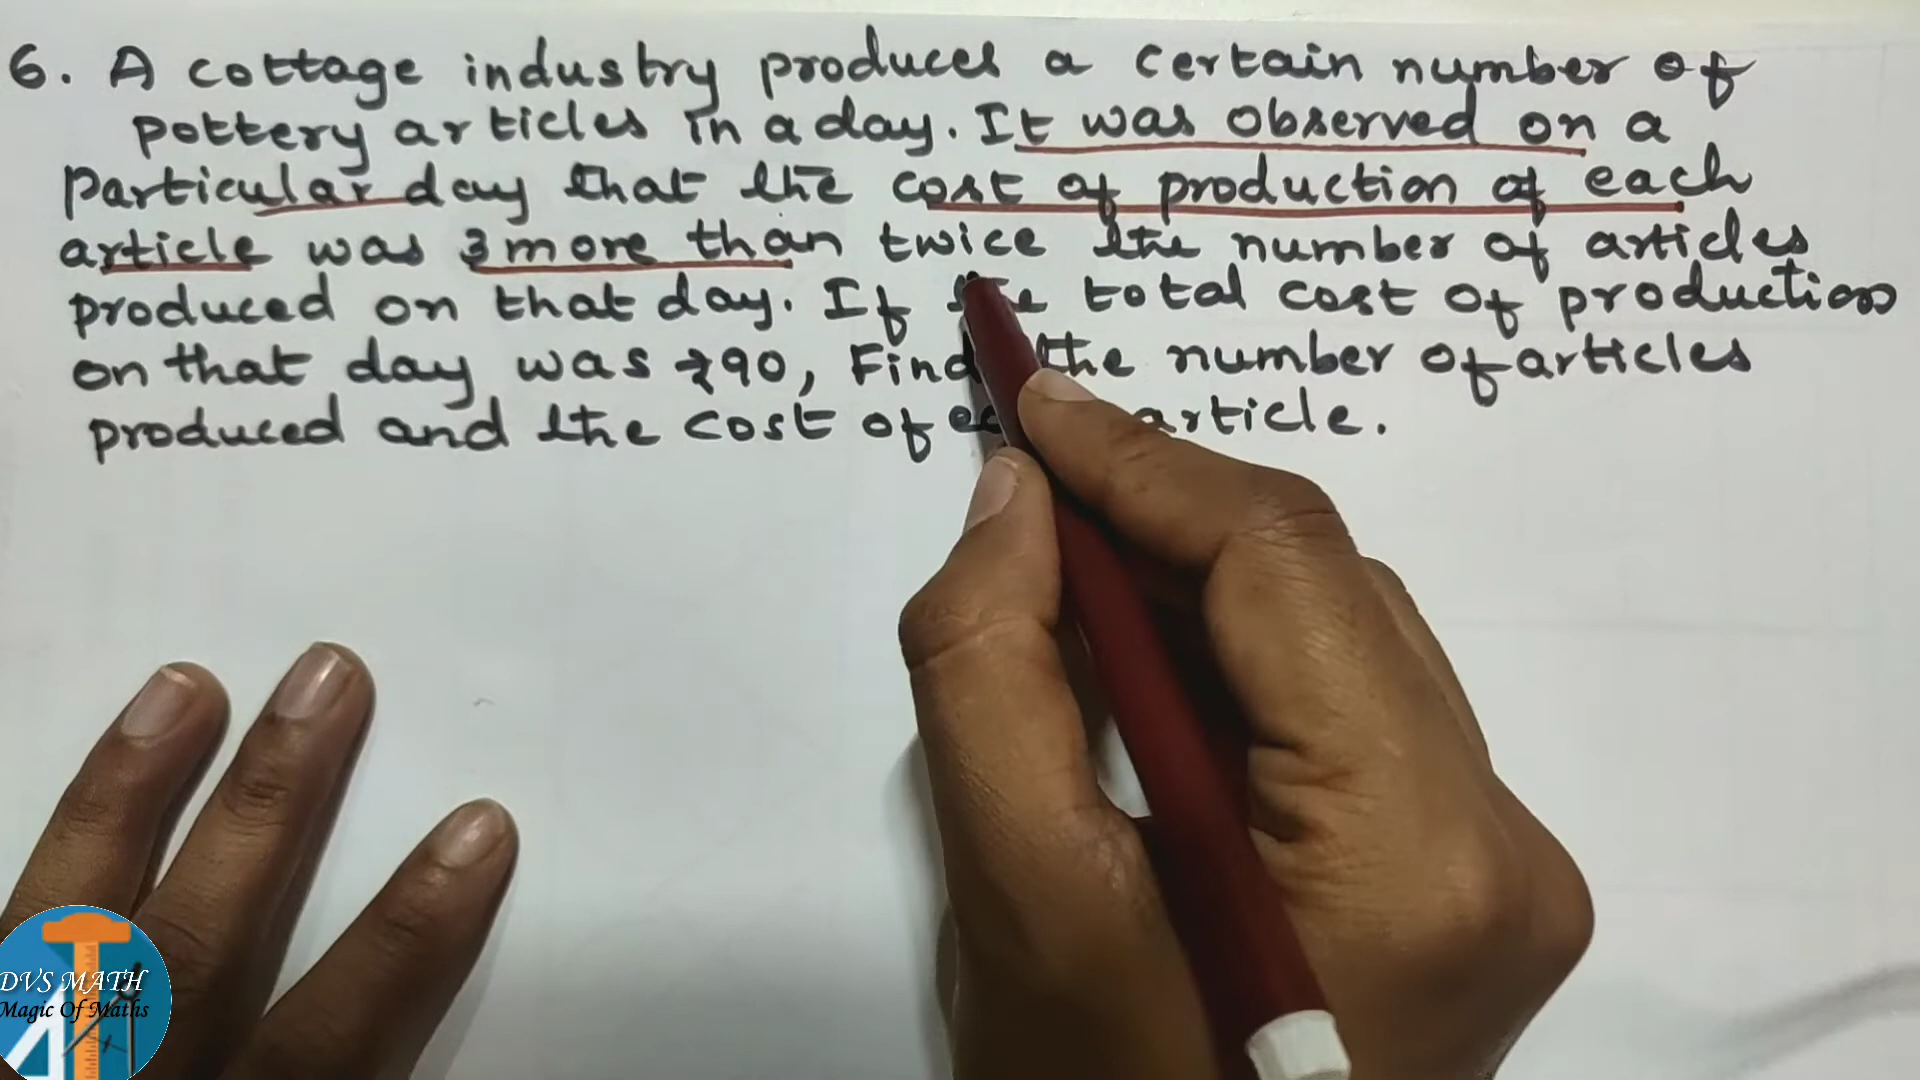 6. A cottage industry produces a certain number of
pottery articles in a day. It was observed on a
particular day that the cost of production of each
article was 3 more than twice the number of articles
produced on that day. If the total cost of production
on that day was ₹90, Find the number of articles
produced and the cost of article.
DVS MATH
Magic Of Maths